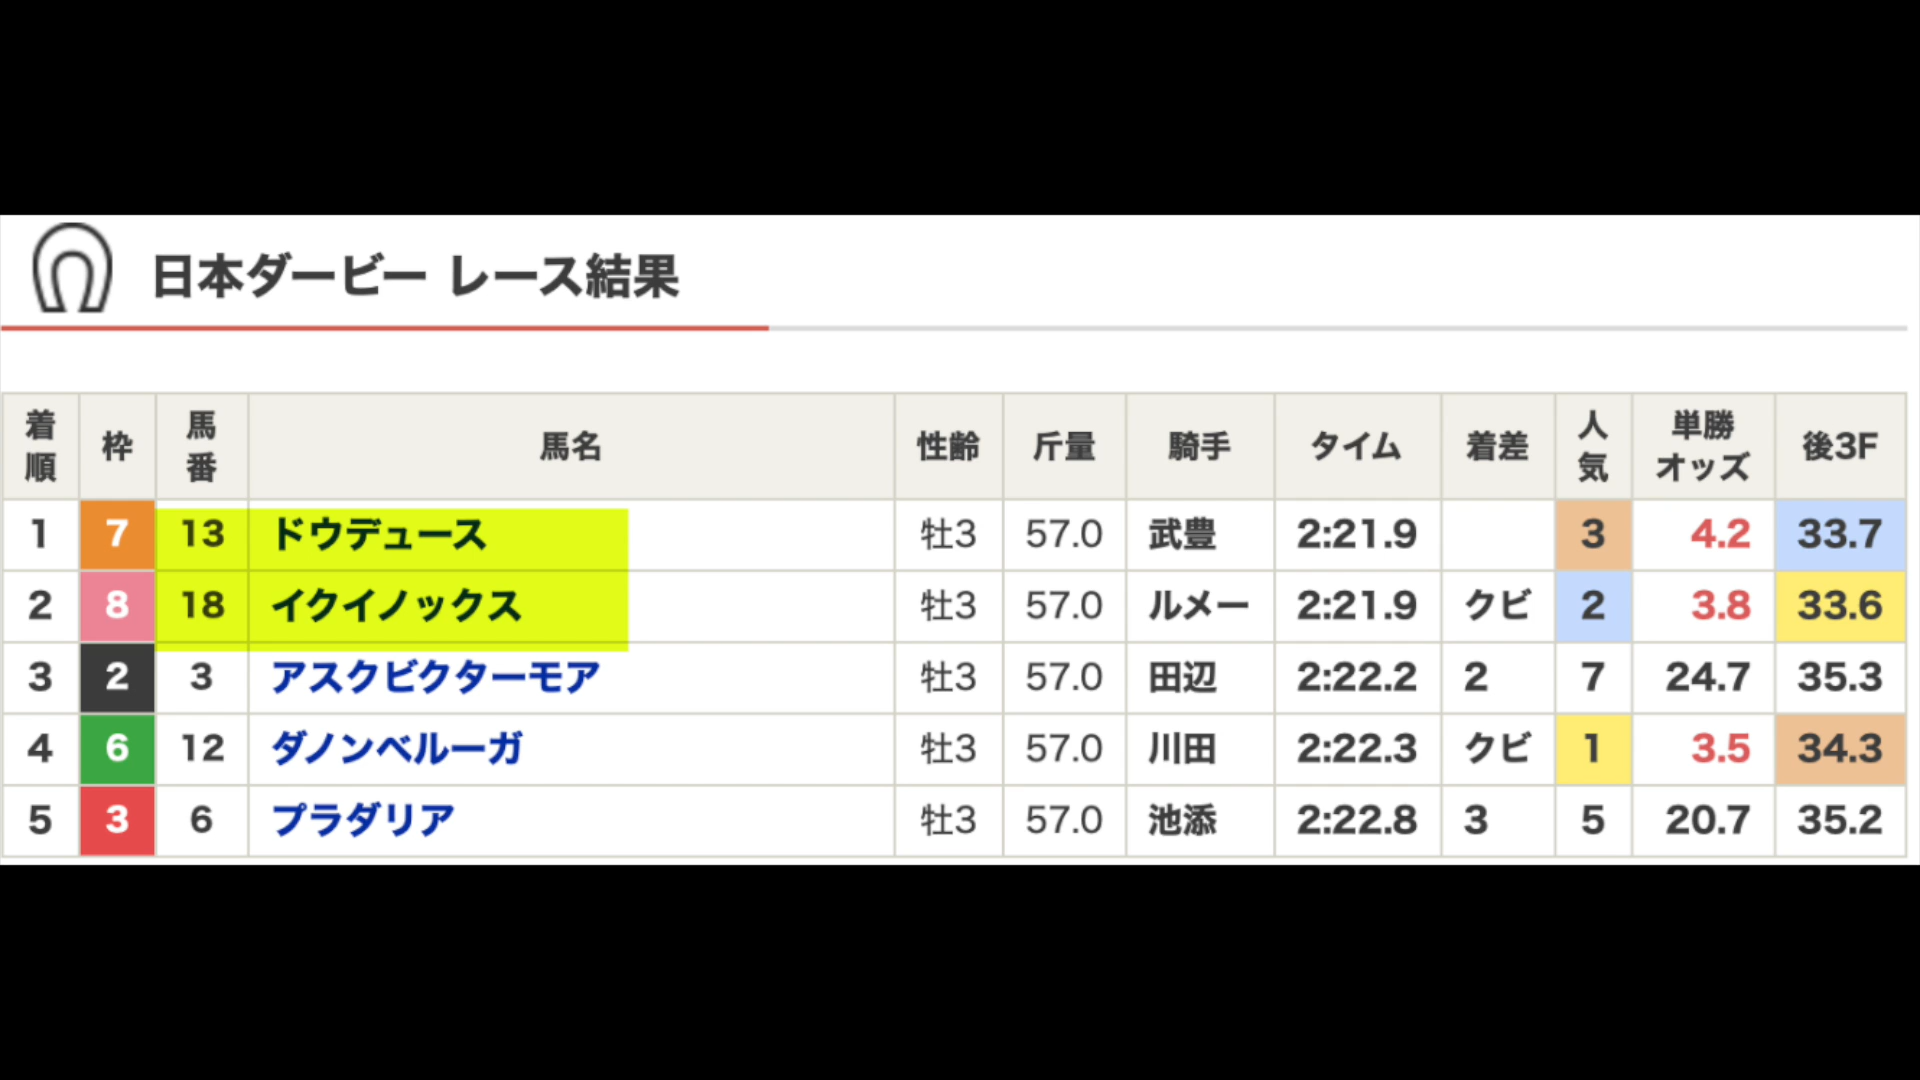 日本ダービー レース結果
着順 枠 馬番 馬名 性齢 斤量 騎手 タイム 着差 人気 単勝オッズ 後3F
1 7 13 ドウデュース 牡3 57.0 武豊 2:21.9 3 4.2 33.7
2 8 18 イクイノックス 牡3 57.0 ルメー 2:21.9 クビ 2 3.8 33.6
3 2 3 アスクビクターモア 牡3 57.0 田辺 2:22.2 2 7 24.7 35.3
4 6 12 ダノンベルーガ 牡3 57.0 川田 2:22.3 クビ 1 3.5 34.3
5 3 6 プラダリア 牡3 57.0 池添 2:22.8 3 5 20.7 35.2